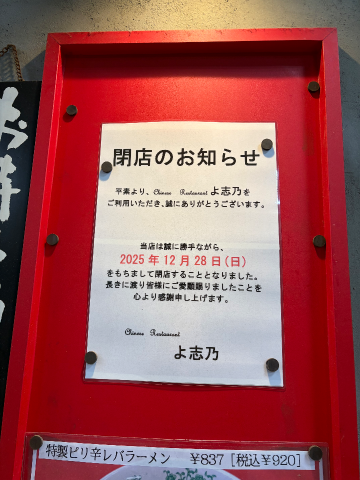 閉店のお知らせ
平素より、Chinese Restaurant よ志乃を
ご利用いただき、誠にありがとうございます。
当店は誠に勝手ながら、
2025年12月28日(日)
をもちまして閉店することとなりました。
長きに渡り皆様にご愛顧賜りましたことを
心より感謝申し上げます。
Chinese Restaurant
よ志乃
特製ピリ辛レバラーメン ¥837 [税込¥920]